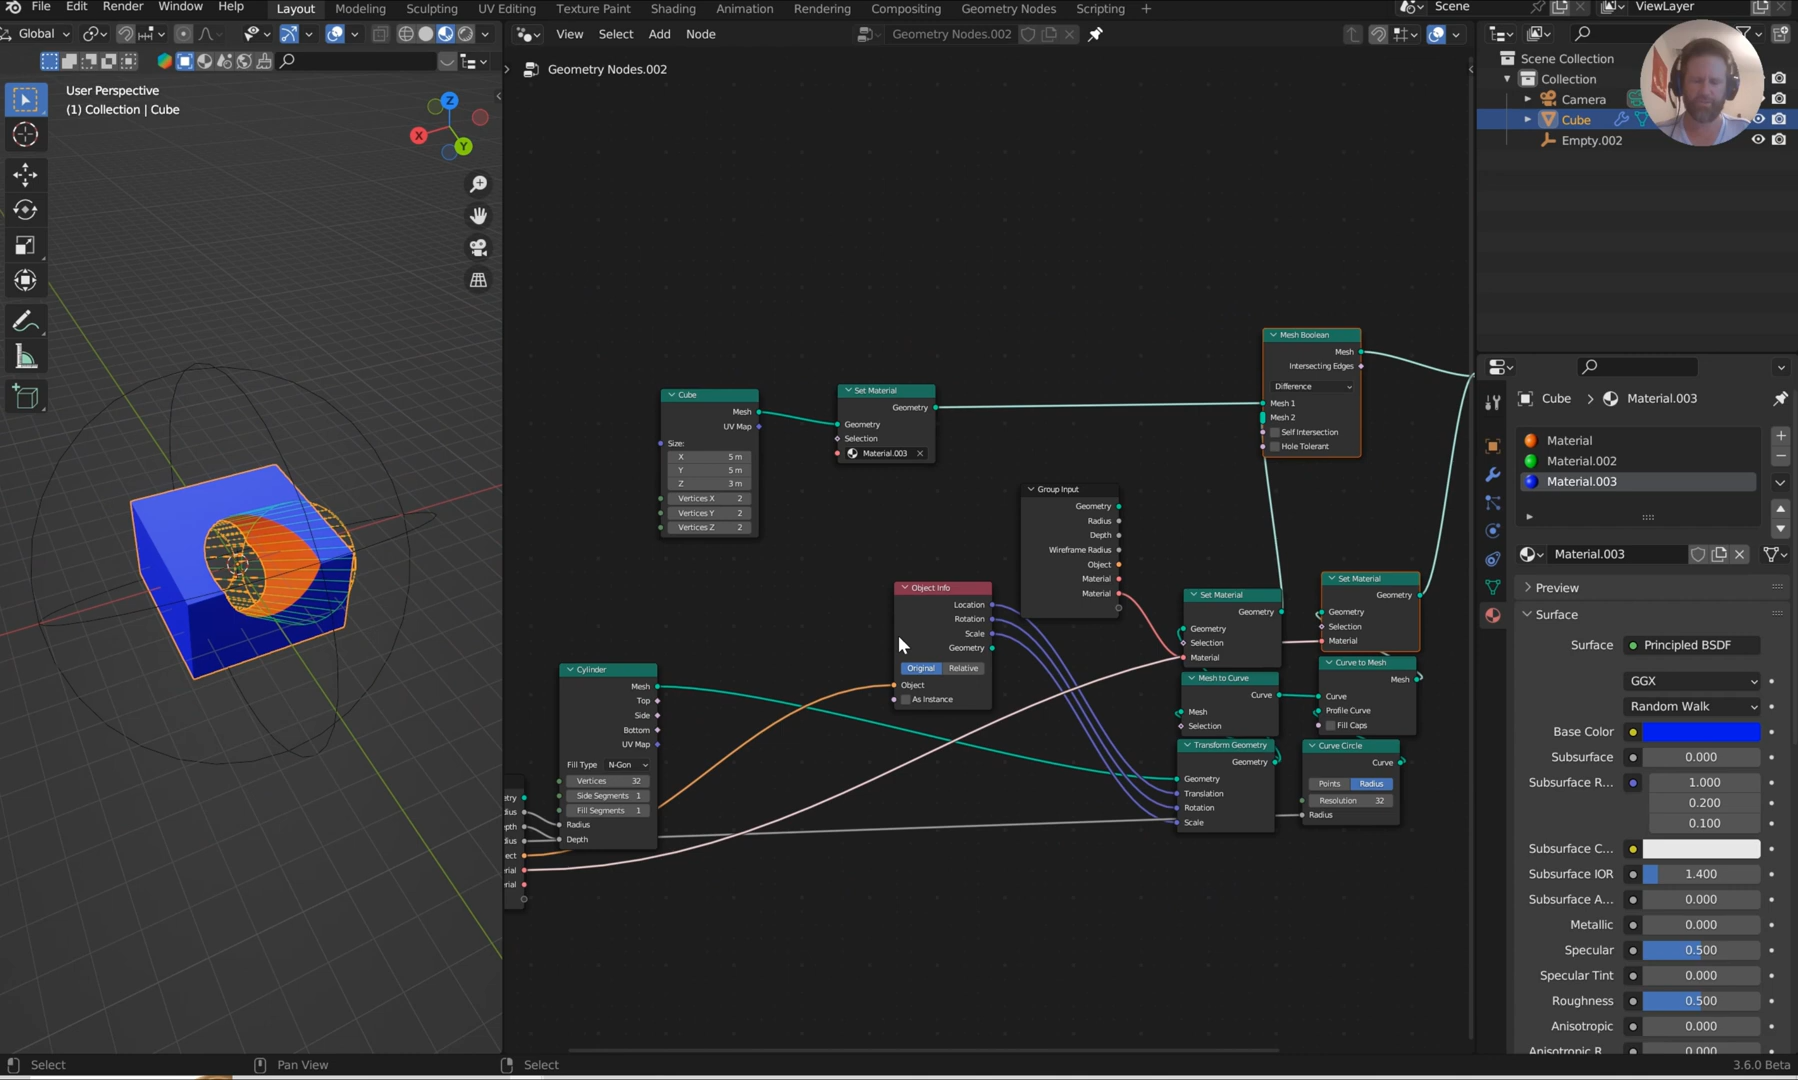 File Edit Render Window Help Layout Modeling Sculpting UV Editing Texture Paint Shading Animation Rendering Compositing Geometry Nodes Scripting + Scene ViewLayer
Global View Select Add Node Geometry Nodes.002
User Perspective
(1) Collection | Cube
Z
X
Y
Geometry Nodes.002
Scene Collection
Collection
Camera
Cube
Empty.002
Cube
Mesh
UV Map
Size:
X 5 m
Y 5 m
Z 3 m
Vertices X 2
Vertices Y 2
Vertices Z 2
Set Material
Geometry
Geometry
Selection
Material.003
Mesh Boolean
Mesh
Intersecting Edges
Difference
Mesh 1
Mesh 2
Self Intersection
Hole Tolerant
Group Input
Geometry
Radius
Depth
Wireframe Radius
Object
Material
Material
Object Info
Location
Rotation
Scale
Geometry
Original Relative
Object
As Instance
Cylinder
Mesh
Top
Side
Bottom
UV Map
Fill Type N-Gon
Vertices 32
Side Segments 1
Fill Segments 1
Radius
Depth
Set Material
Geometry
Geometry
Selection
Material
Mesh to Curve
Curve
Mesh
Selection
Transform Geometry
Geometry
Geometry
Translation
Rotation
Scale
Set Material
Geometry
Geometry
Selection
Material
Curve to Mesh
Mesh
Curve
Profile Curve
Fill Caps
Curve Circle
Curve
Points Radius
Resolution 32
Radius
Cube Material.003
Material
Material.002
Material.003
Material.003
Preview
Surface
Surface Principled BSDF
GGX
Random Walk
Base Color
Subsurface 0.000
Subsurface R... 1.000
0.200
0.100
Subsurface C...
Subsurface IOR 1.400
Subsurface A... 0.000
Metallic 0.000
Specular 0.500
Specular Tint 0.000
Roughness 0.500
Anisotropic 0.000
Anisotropic R... 0.000
Select Pan View Select 3.6.0 Beta